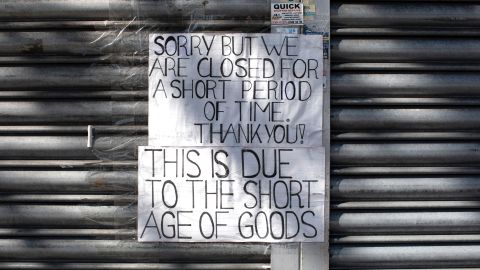 QUICK
SORRY BUT WE
ARE CLOSED FOR
A SHORT PERIOD
OF TIME.
THANK YOU!
THIS IS DUE
TO THE SHORT
AGE OF GOODS